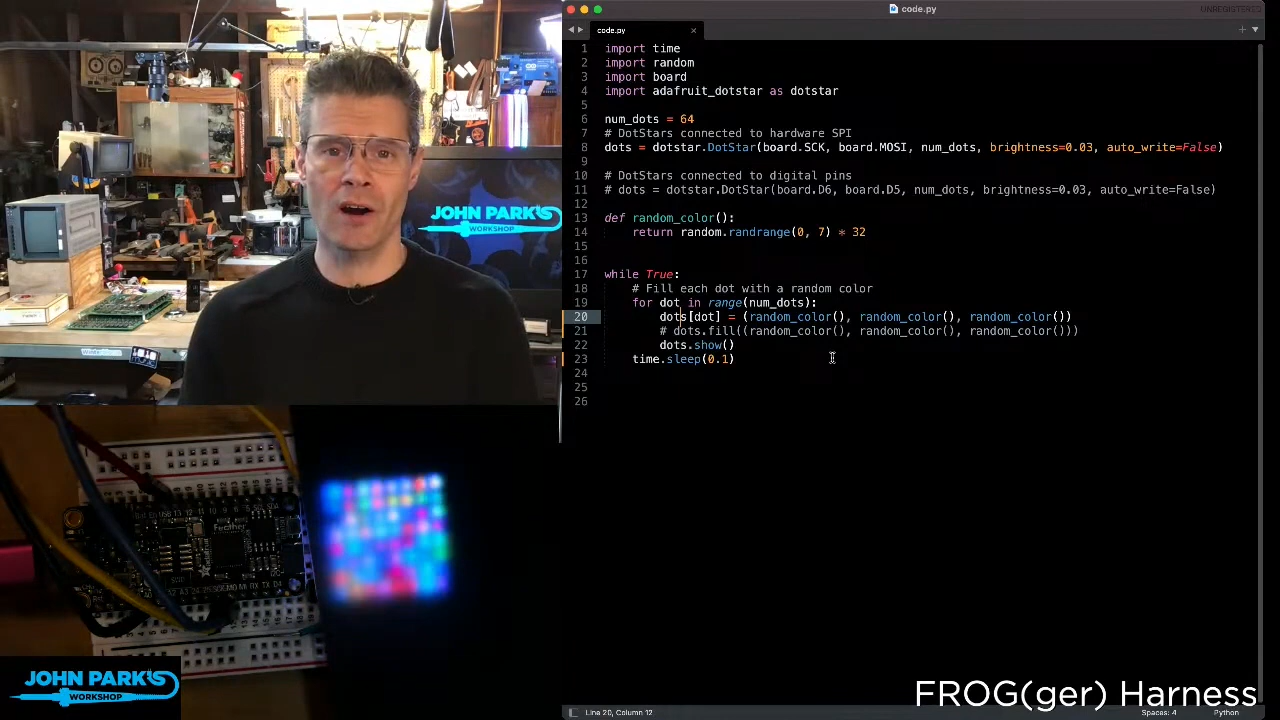 JOHN PARK'S
WORKSHOP
Feather
JOHN PARK'S
WORKSHOP
code.py
UNREGISTERED
code.py
1 import time
2 import random
3 import board
4 import adafruit_dotstar as dotstar
5
6 num_dots = 64
7 # DotStars connected to hardware SPI
8 dots = dotstar.DotStar(board.SCK, board.MOSI, num_dots, brightness=0.03, auto_write=False)
9
10 # DotStars connected to digital pins
11 # dots = dotstar.DotStar(board.D6, board.D5, num_dots, brightness=0.03, auto_write=False)
12
13 def random_color():
14 return random.randrange(0, 7) * 32
15
16
17 while True:
18 # Fill each dot with a random color
19 for dot in range(num_dots):
20 dots[dot] = (random_color(), random_color(), random_color())
21 # dots.fill((random_color(), random_color(), random_color()))
22 dots.show()
23 time.sleep(0.1)
24
25
26
FROG(ger) Harness
Line 20, Column 12
Spaces: 4
Python